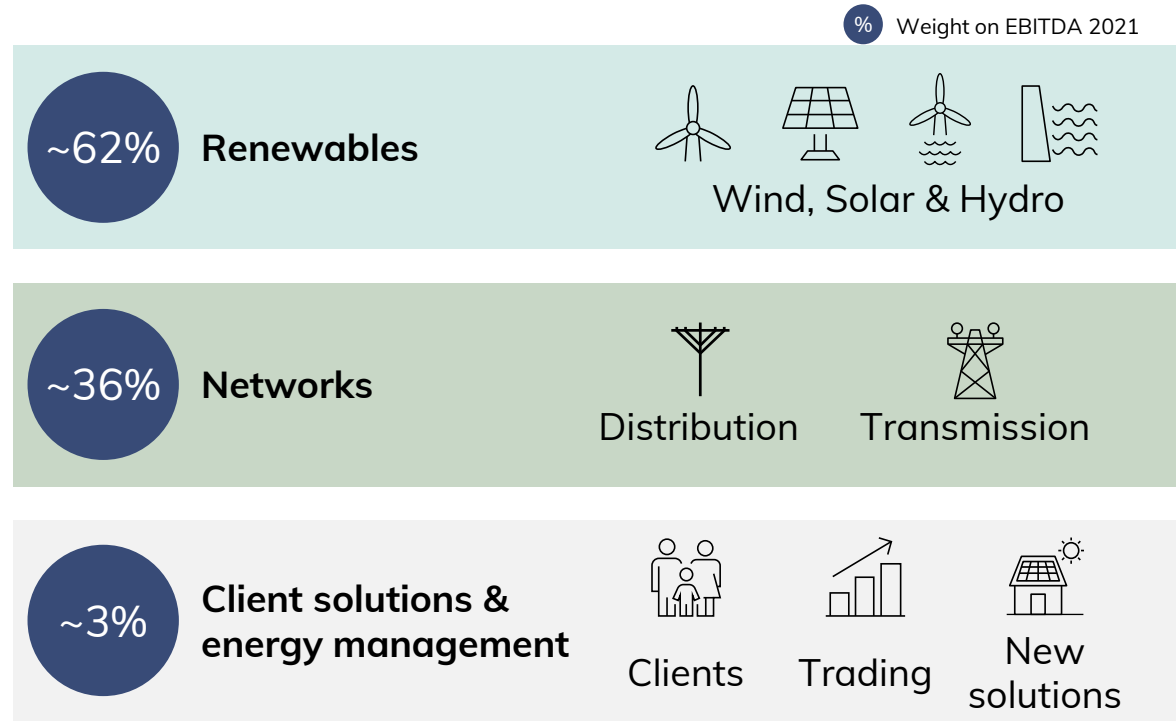 % Weight on EBITDA 2021
~62% Renewables
Wind, Solar & Hydro
~36% Networks
Distribution Transmission
~3%
Client solutions &
energy management
Clients Trading
New
solutions